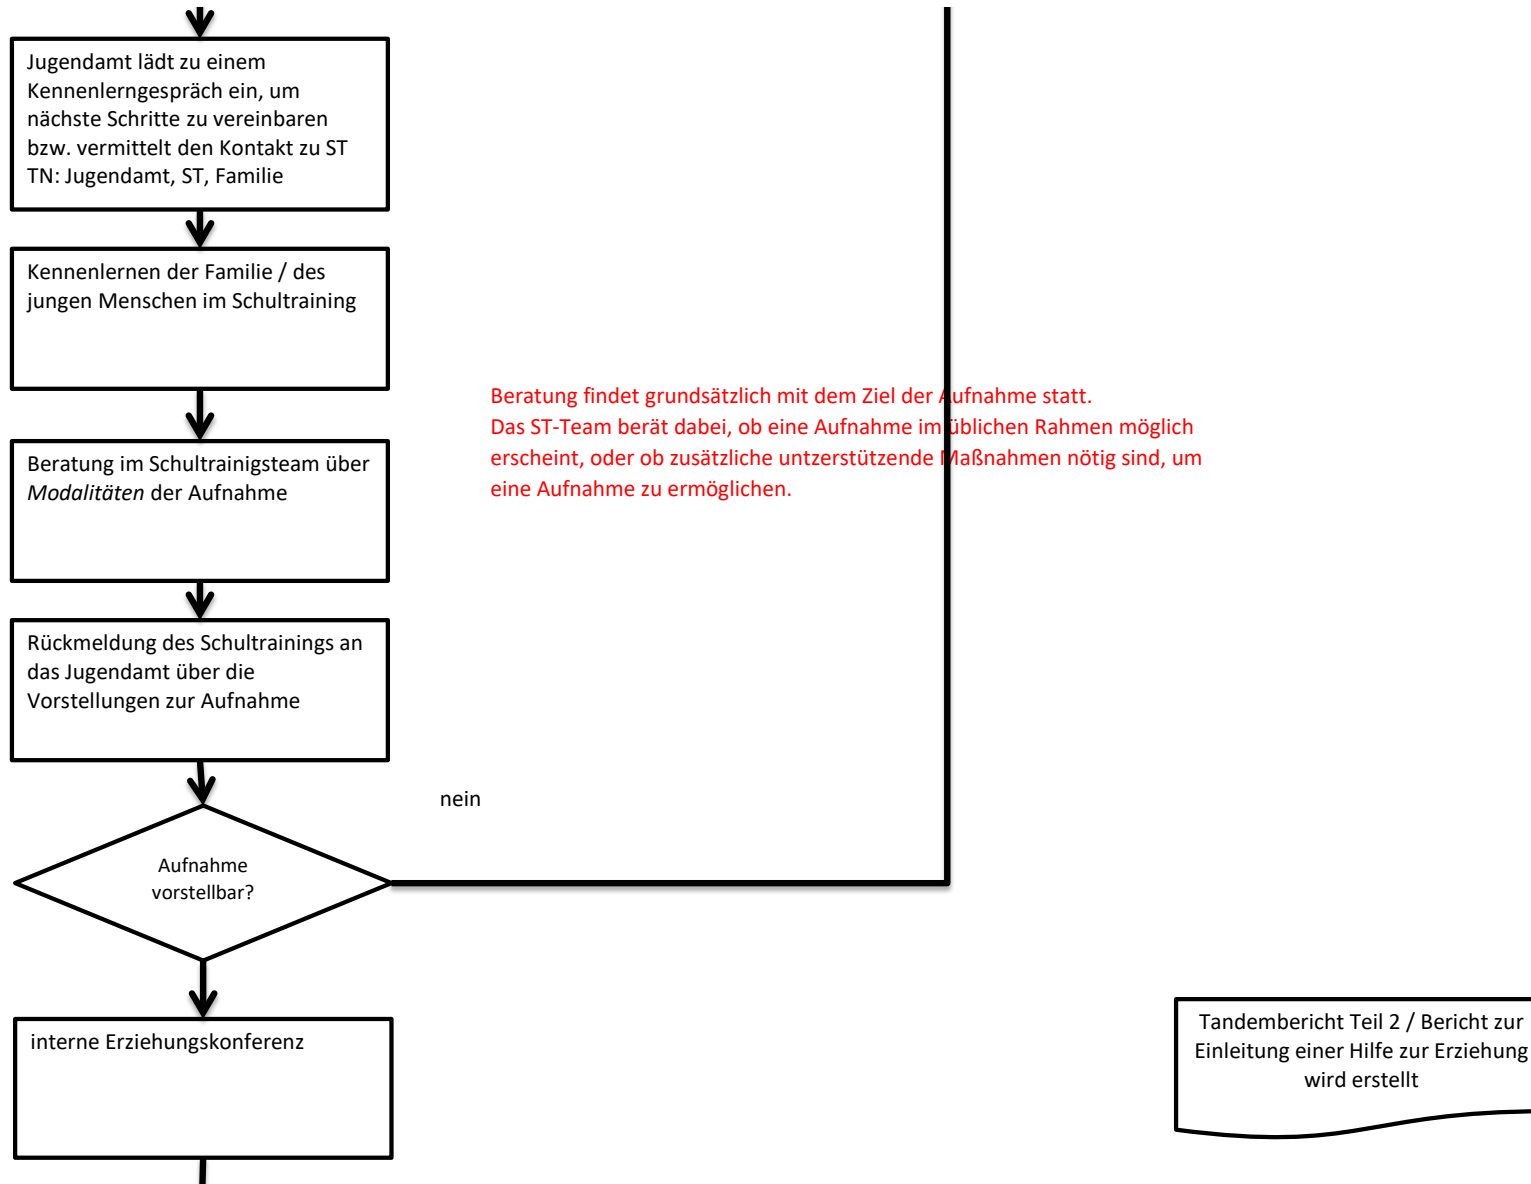 Jugendamt lädt zu einem
Kennenlerngespräch ein, um
nächste Schritte zu vereinbaren
bzw. vermittelt den Kontakt zu ST
TN: Jugendamt, ST, Familie
Kennenlernen der Familie / des
jungen Menschen im Schultraining
Beratung findet grundsätzlich mit dem Ziel der Aufnahme statt.
Das ST-Team berät dabei, ob eine Aufnahme im üblichen Rahmen möglich
erscheint, oder ob zusätzliche untzerstützende Maßnahmen nötig sind, um
eine Aufnahme zu ermöglichen.
Beratung im Schultrainigsteam über
Modalitäten der Aufnahme
Rückmeldung des Schultrainings an
das Jugendamt über die
Vorstellungen zur Aufnahme
nein
Aufnahme
vorstellbar?
interne Erziehungskonferenz
Tandembericht Teil 2 / Bericht zur
Einleitung einer Hilfe zur Erziehung
wird erstellt